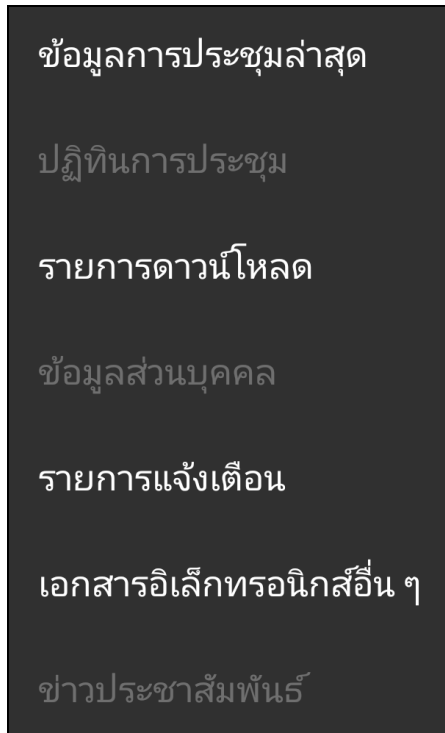 ข้อมูลการประชุมล่าสุด
ปฏิทินการประชุม
รายการดาวน์โหลด
ข้อมูลส่วนบุคคล
รายการแจ้งเตือน
เอกสารอิเล็กทรอนิกส์อื่น ๆ
ข่าวประชาสัมพันธ์